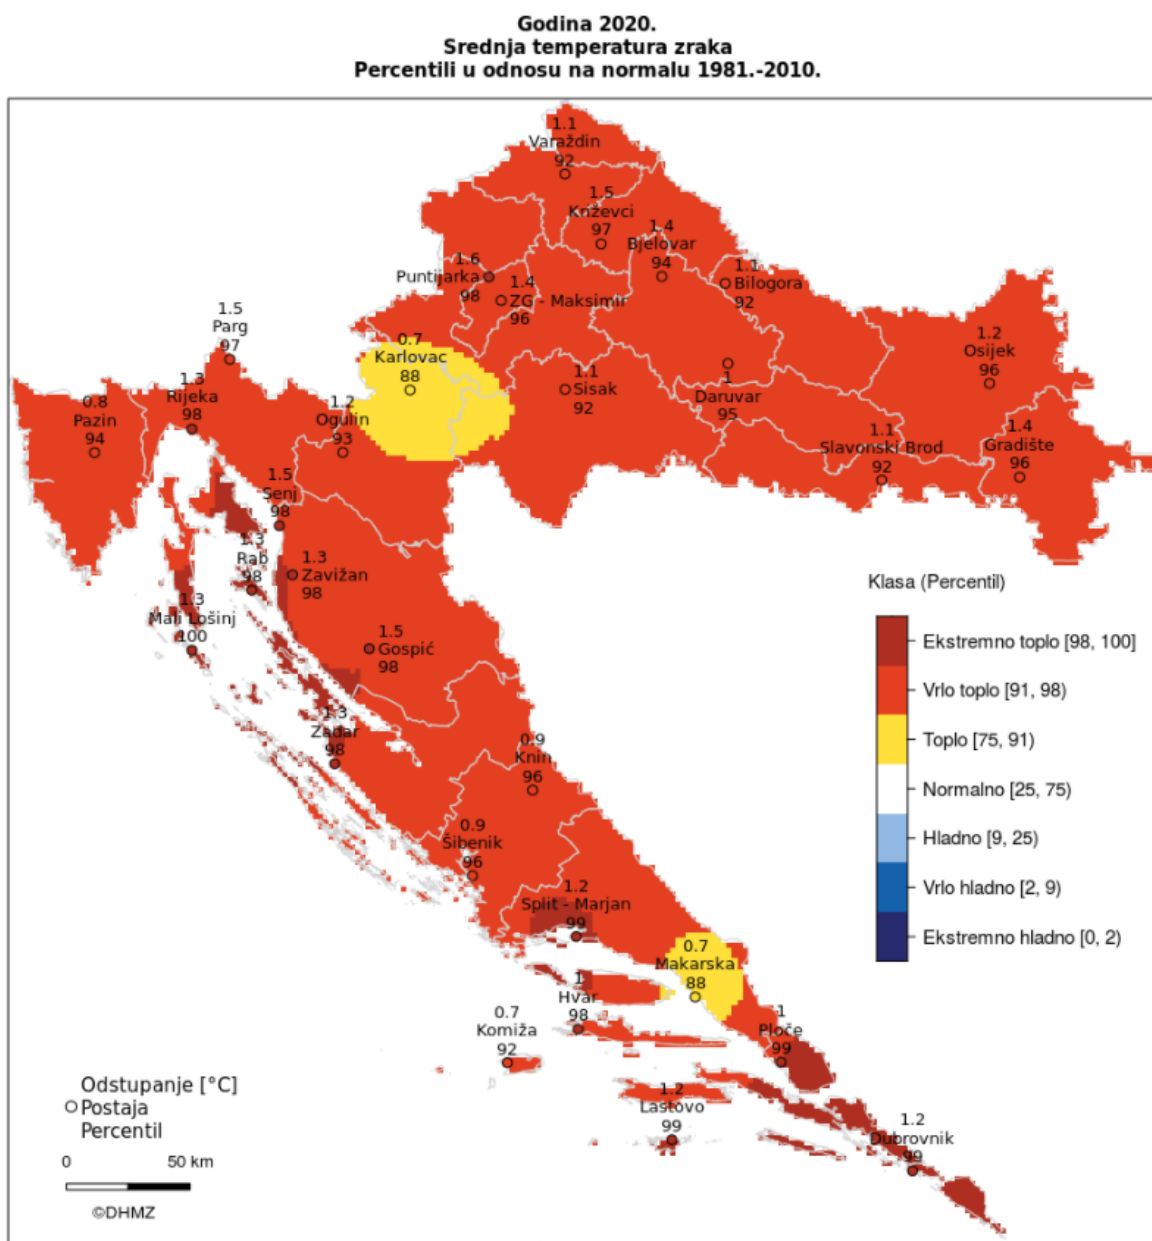 Godina 2020.
Srednja temperatura zraka
Percentili u odnosu na normalu 1981.-2010.
1.1
Varaždin
92
1.5
Križevci
97
1.4
Bjelovar
94
1.6
Puntijarka
98
1.4
ZG - Maksimir
96
1.1
Bilogora
92
1.5
Parg
97
0.7
Karlovac
88
1.2
Osijek
96
1.3
Rijeka
98
0.8
Pazin
94
1.2
Ogulin
93
1.1
Sisak
92
1
Daruvar
95
1.1
Slavonski Brod
92
1.4
Gradište
96
1.5
Senj
98
1.3
Rab
98
1.3
Zavižan
98
1.3
Mali Lošinj
100
1.5
Gospić
98
1.3
Zadar
98
0.9
Knin
96
0.9
Šibenik
96
1.2
Split - Marjan
99
0.7
Makarska
88
1
Hvar
98
0.7
Komiža
92
1
Ploče
99
1.2
Lastovo
99
1.2
Dubrovnik
99
Klasa (Percentil)
Ekstremno toplo [98, 100]
Vrlo toplo [91, 98)
Toplo [75, 91)
Normalno [25, 75)
Hladno [9, 25)
Vrlo hladno [2, 9)
Ekstremno hladno [0, 2)
Odstupanje [°C]
Postaja
Percentil
0 50 km
©DHMZ